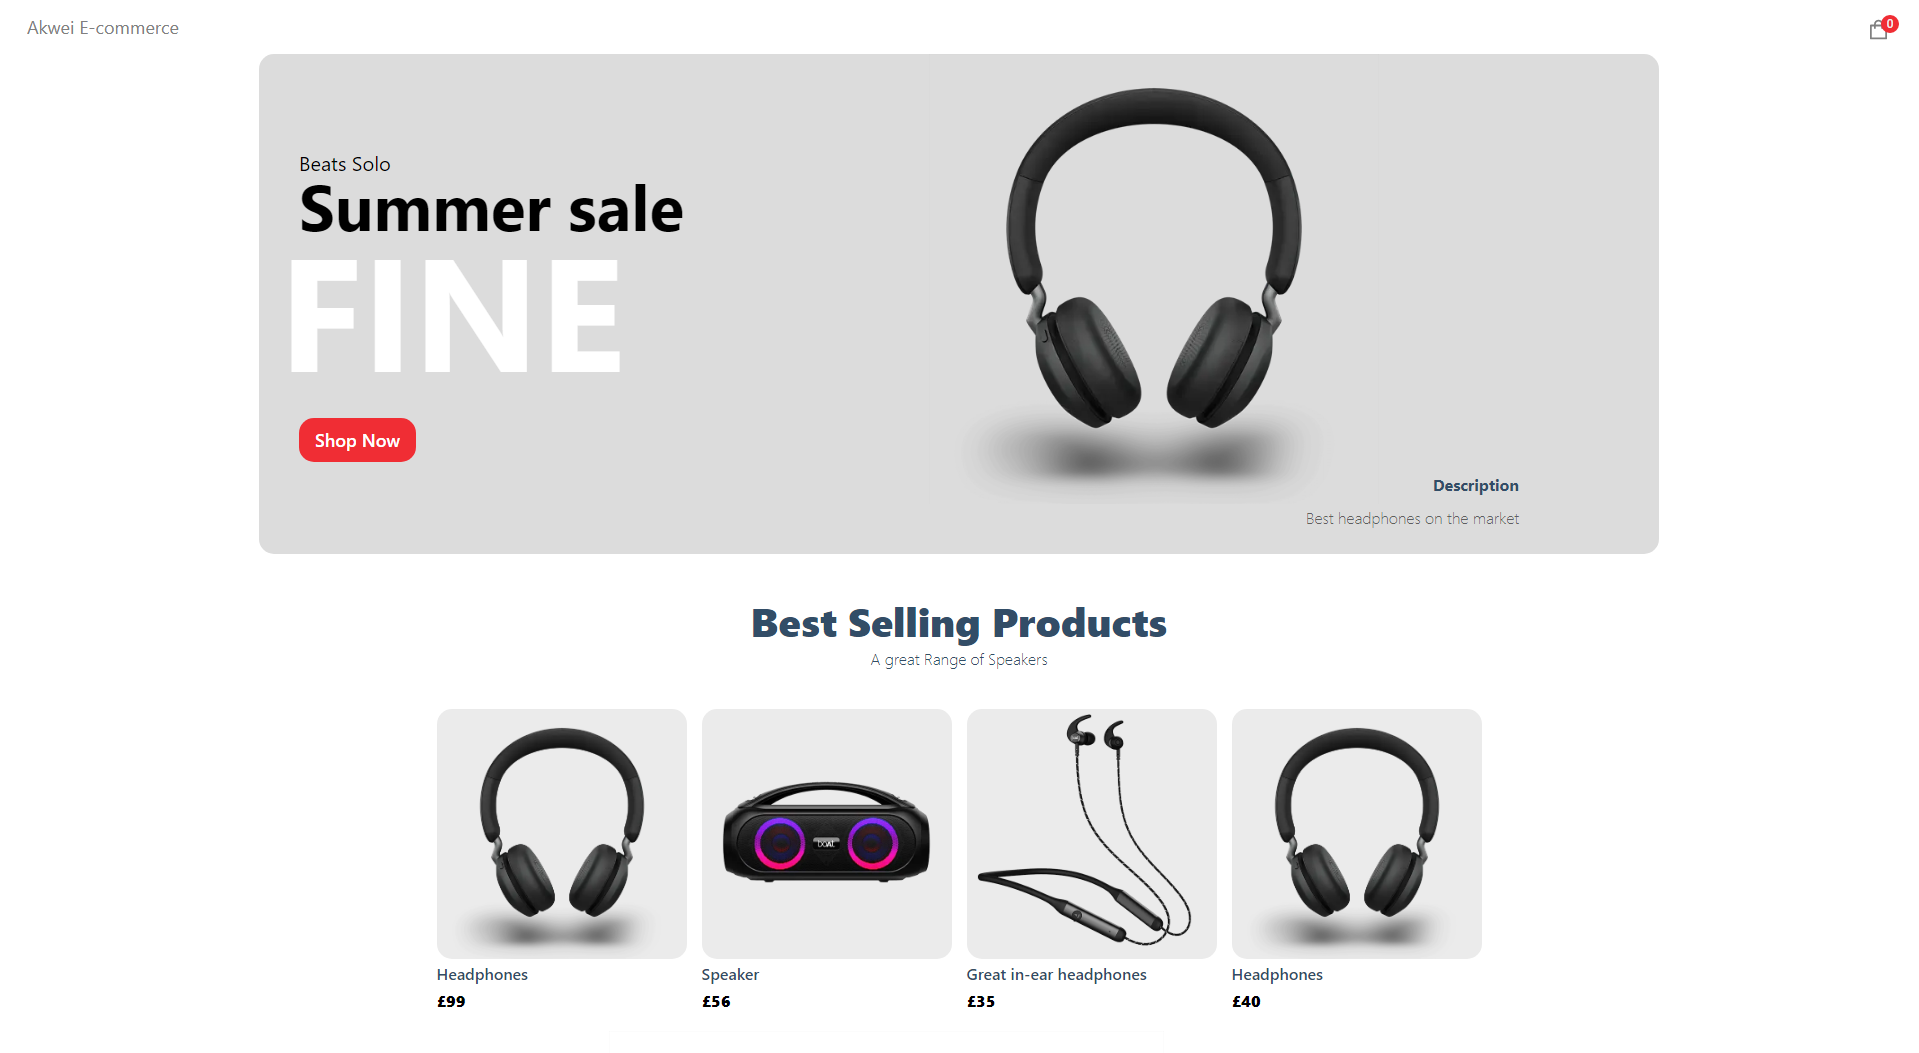 Akwei E-commerce
0
Beats Solo
Summer sale
FINE
Shop Now
Description
Best headphones on the market
Best Selling Products
A great Range of Speakers
Headphones
£99
Speaker
£56
Great in-ear headphones
£35
Headphones
£40